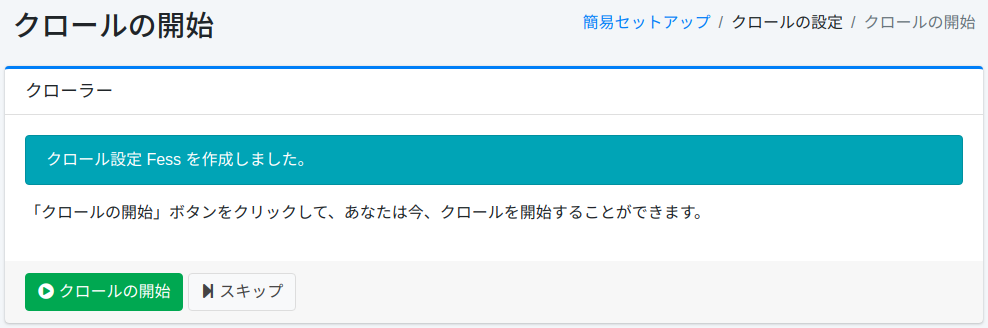 クロールの開始
簡易セットアップ / クロールの設定 / クロールの開始
クローラー
クロール設定 Fess を作成しました。
「クロールの開始」ボタンをクリックして、あなたは今、クロールを開始することができます。
クロールの開始 スキップ